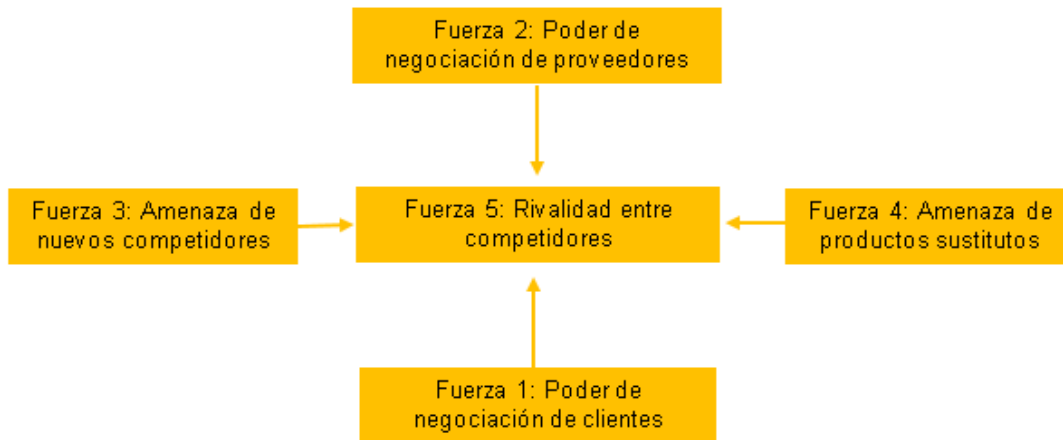 Fuerza 2: Poder de
negociación de proveedores
Fuerza 3: Amenaza de
nuevos competidores
Fuerza 5: Rivalidad entre
competidores
Fuerza 4: Amenaza de
productos sustitutos
Fuerza 1: Poder de
negociación de clientes